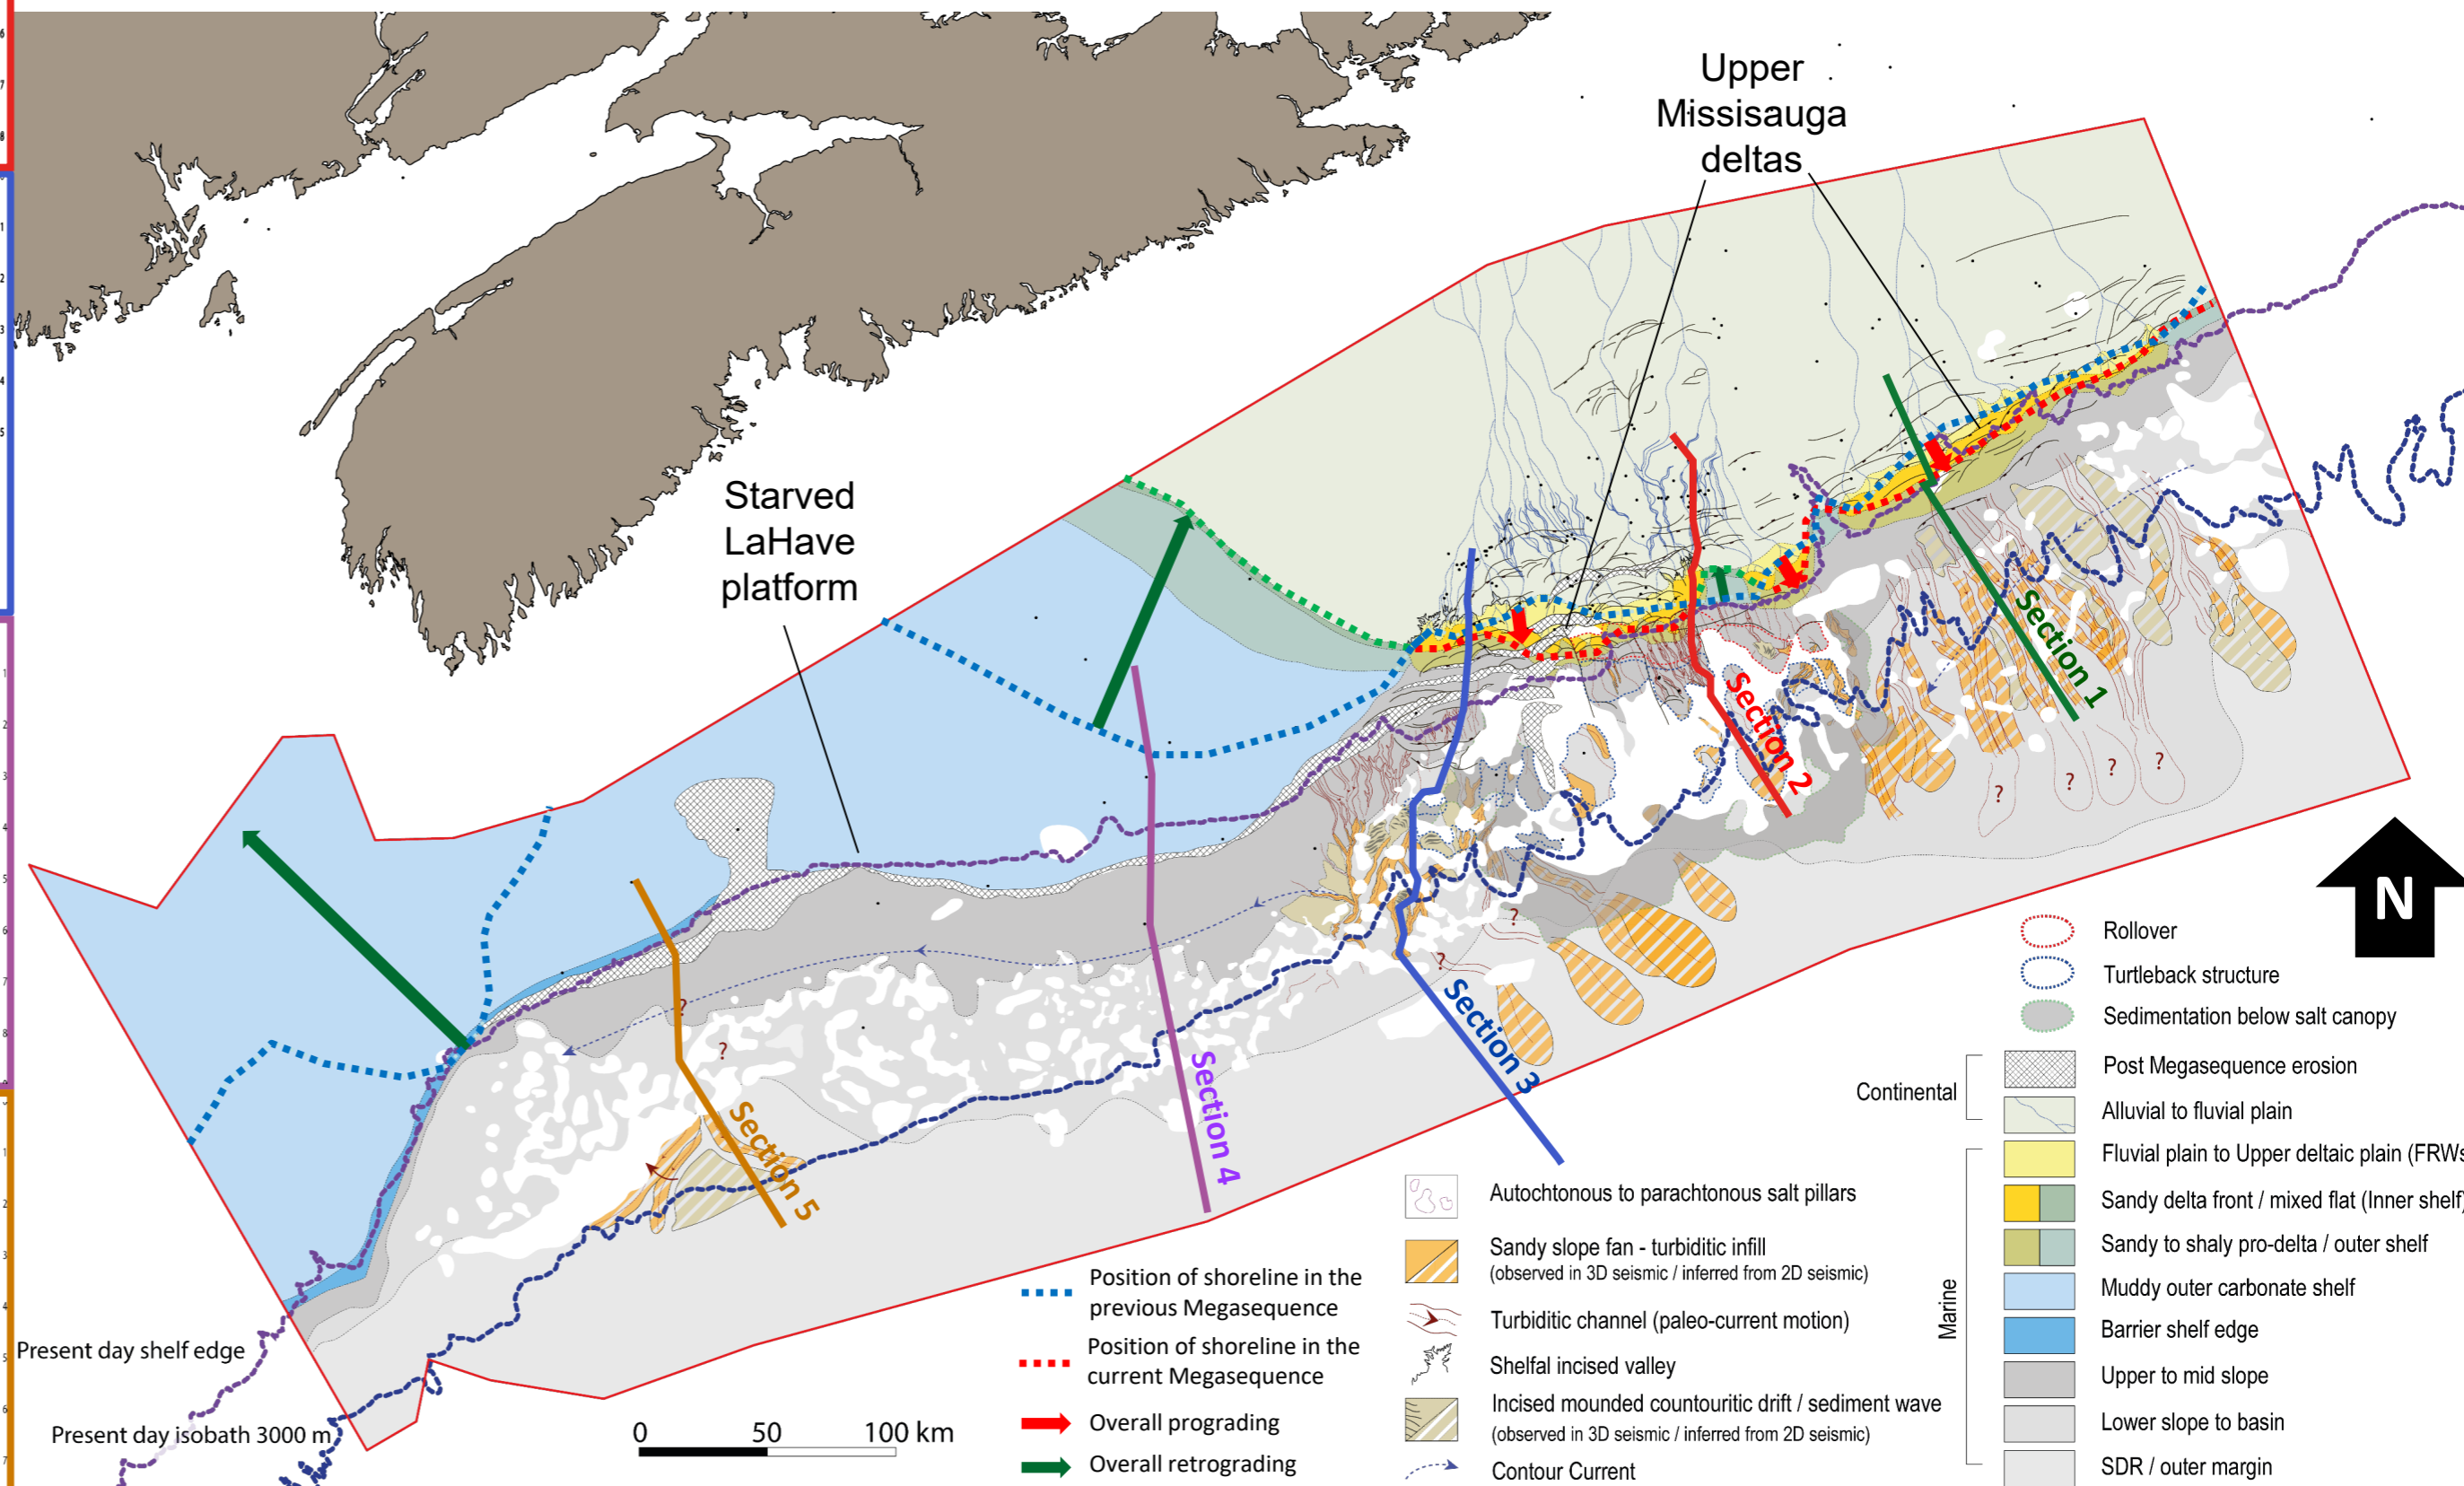 Upper
Missisauga
deltas
Starved
LaHave
platform
Section 1
Section 2
Section 3
Section 4
Section 5
?
?
?
?
?
?
?
?
N
Present day shelf edge
Present day isobath 3000 m
0 50 100 km
Position of shoreline in the
previous Megasequence
Position of shoreline in the
current Megasequence
Overall prograding
Overall retrograding
Autochtonous to parachtonous salt pillars
Sandy slope fan - turbiditic infill
(observed in 3D seismic / inferred from 2D seismic)
Turbiditic channel (paleo-current motion)
Shelfal incised valley
Incised mounded countouritic drift / sediment wave
(observed in 3D seismic / inferred from 2D seismic)
Contour Current
Rollover
Turtleback structure
Sedimentation below salt canopy
Continental
Post Megasequence erosion
Alluvial to fluvial plain
Marine
Fluvial plain to Upper deltaic plain (FRWs
Sandy delta front / mixed flat (Inner shelf)
Sandy to shaly pro-delta / outer shelf
Muddy outer carbonate shelf
Barrier shelf edge
Upper to mid slope
Lower slope to basin
SDR / outer margin